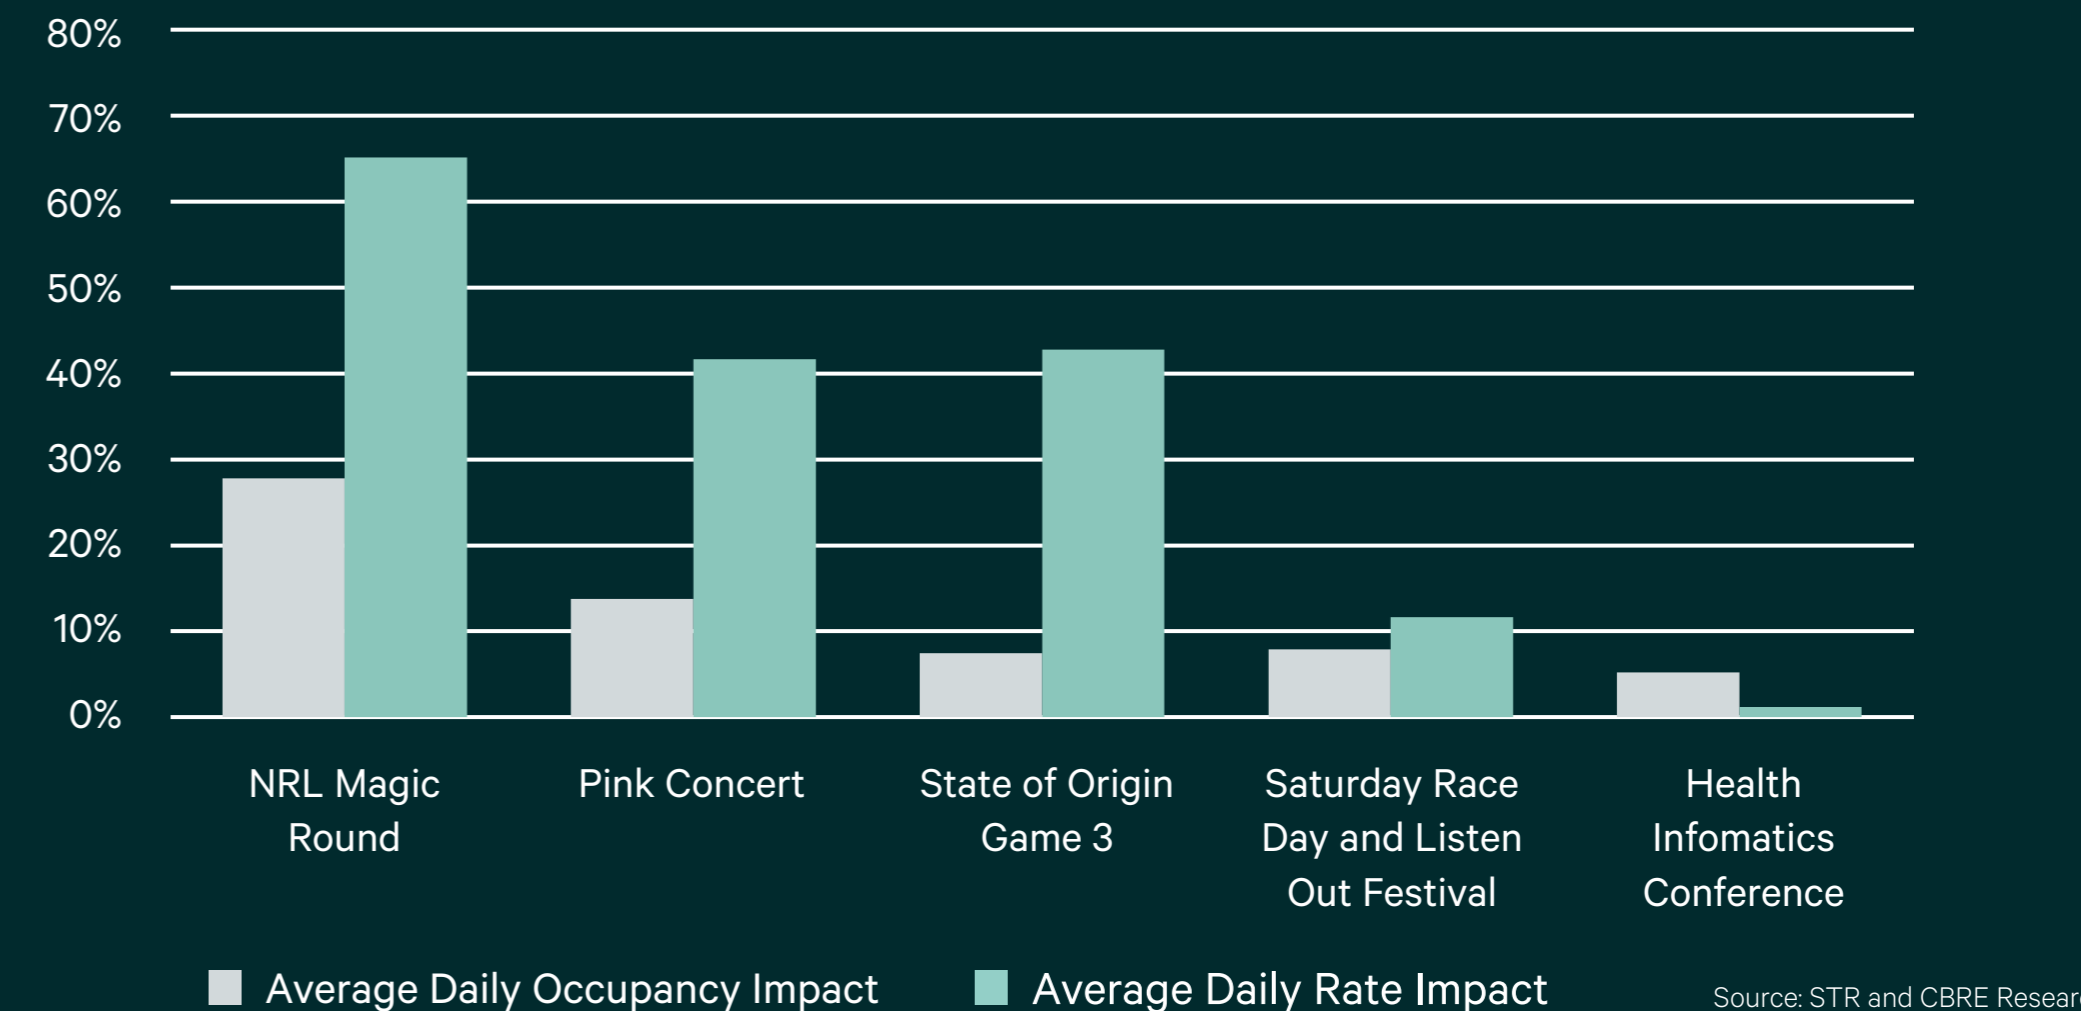 80%
70%
60%
50%
40%
30%
20%
10%
0%
NRL Magic
Round
Pink Concert
State of Origin
Game 3
Saturday Race
Day and Listen
Out Festival
Health
Infomatics
Conference
Average Daily Occupancy Impact
Average Daily Rate Impact
Source: STR and CBRE